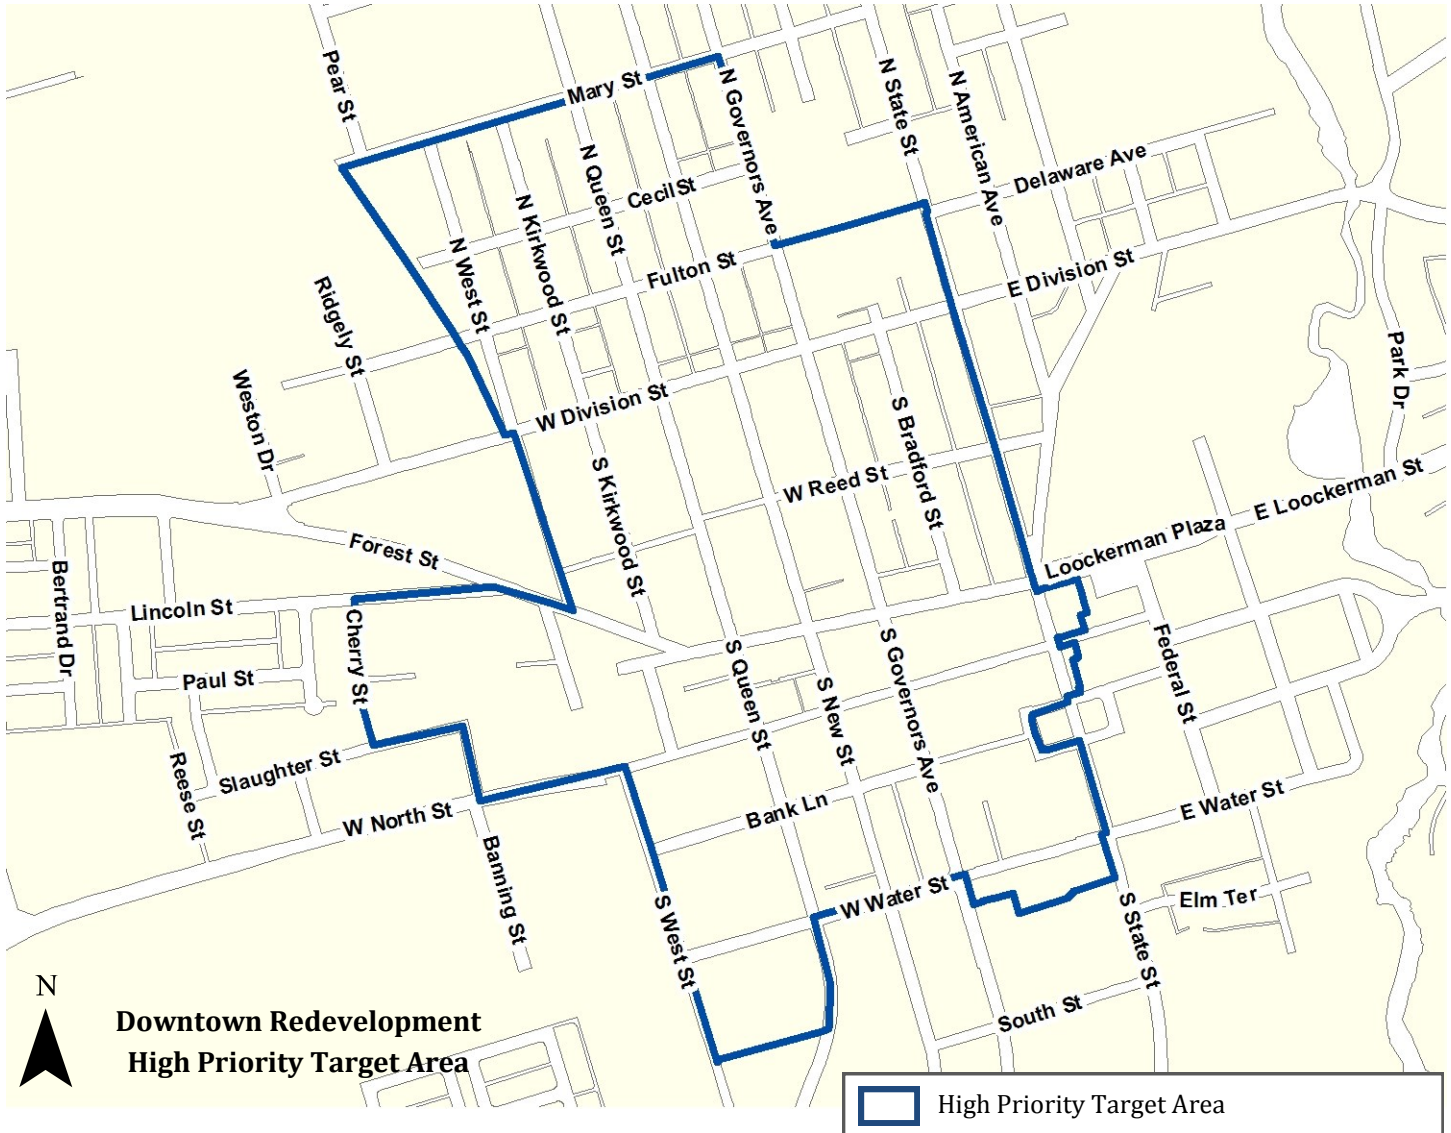 Pear St
Mary St
N Governors Ave
N State St
N American Ave
Delaware Ave
N Queen St
Cecil St
N Kirkwood St
N West St
Fulton St
E Division St
Ridgely St
Weston Dr
W Division St
Park Dr
S Bradford St
S Kirkwood St
W Reed St
E Loockerman St
Loockerman Plaza
Forest St
Bertrand Dr
Lincoln St
Cherry St
Paul St
Federal St
S Queen St
S New St
S Governors Ave
Reese St
Slaughter St
W North St
Bank Ln
E Water St
Banning St
W Water St
S West St
S State St
Elm Ter
South St
N
Downtown Redevelopment
High Priority Target Area
High Priority Target Area